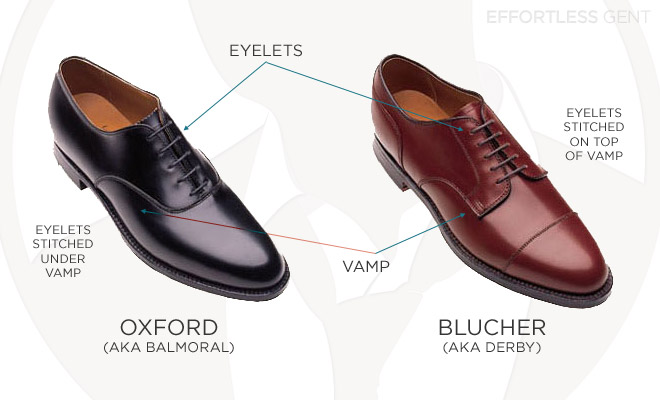 EFFORTLESS GENT
EYELETS
EYELETS
STITCHED
ON TOP
OF VAMP
EYELETS
STITCHED
UNDER
VAMP
VAMP
OXFORD
(AKA BALMORAL)
BLUCHER
(AKA DERBY)